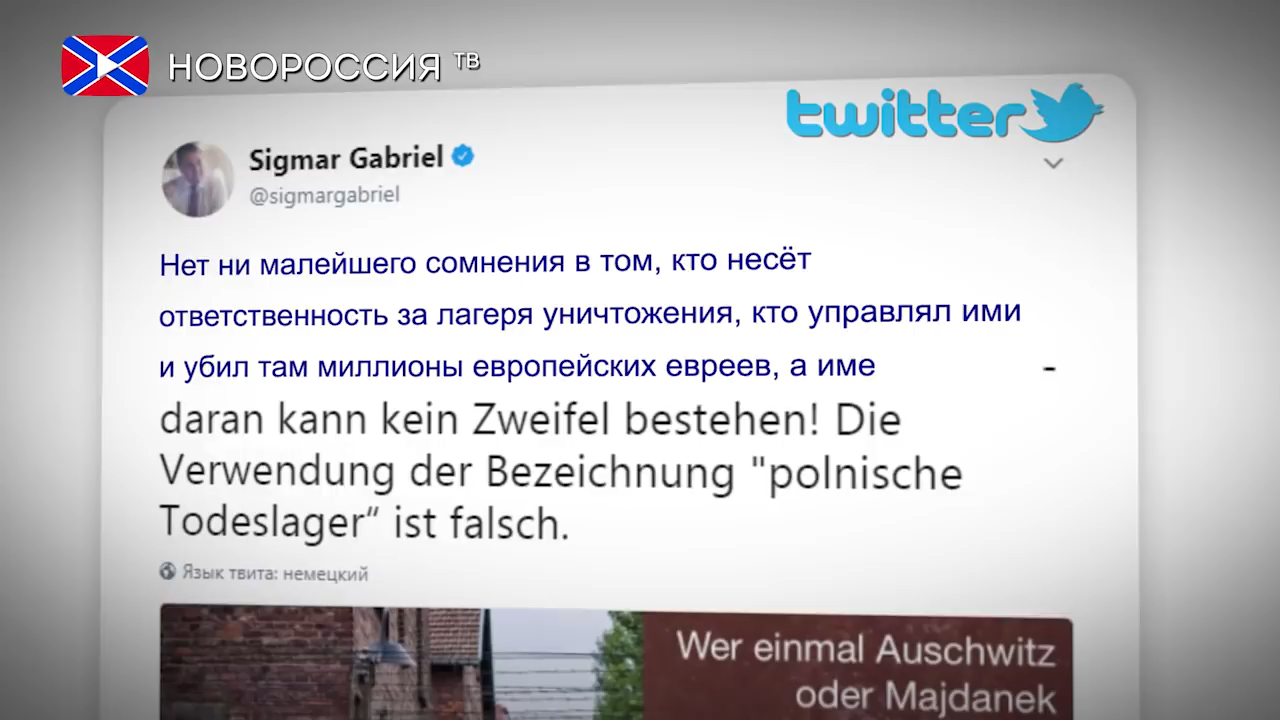 НОВОРОССИЯ ТВ
twitter
Sigmar Gabriel
@sigmargabriel
Нет ни малейшего сомнения в том, кто несёт
ответственность за лагеря уничтожения, кто управлял ими
и убил там миллионы европейских евреев, а име -
daran kann kein Zweifel bestehen! Die
Verwendung der Bezeichnung "polnische
Todeslager“ ist falsch.
Язык твита: немецкий
Wer einmal Auschwitz
oder Majdanek